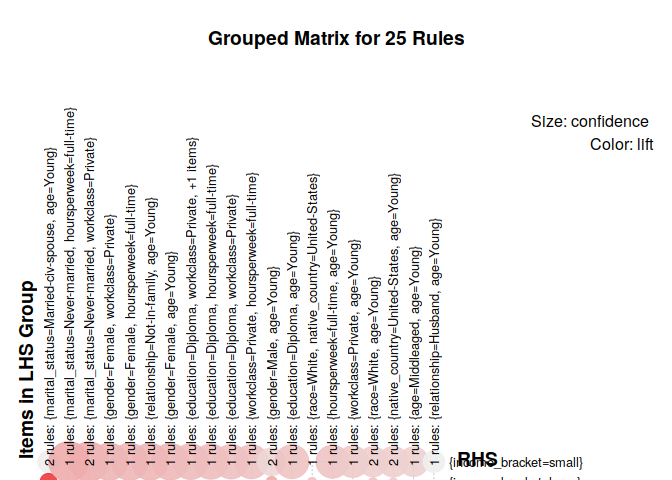 Grouped Matrix for 25 Rules
Size: confidence
Color: lift
Items in LHS Group
2 rules: {marital_status=Married-civ-spouse, age=Young}
1 rules: {marital_status=Never-married, hoursperweek=full-time}
2 rules: {marital_status=Never-married, workclass=Private}
1 rules: {gender=Female, workclass=Private}
1 rules: {gender=Female, hoursperweek=full-time}
1 rules: {relationship=Not-in-family, age=Young}
1 rules: {gender=Female, age=Young}
1 rules: {education=Diploma, workclass=Private, +1 items}
1 rules: {education=Diploma, hoursperweek=full-time}
1 rules: {education=Diploma, workclass=Private}
1 rules: {workclass=Private, hoursperweek=full-time}
2 rules: {gender=Male, age=Young}
1 rules: {education=Diploma, age=Young}
1 rules: {race=White, native_country=United-States}
1 rules: {hoursperweek=full-time, age=Young}
1 rules: {workclass=Private, age=Young}
2 rules: {race=White, age=Young}
2 rules: {native_country=United-States, age=Young}
1 rules: {age=Middleaged, age=Young}
1 rules: {relationship=Husband, age=Young}
RHS
{income_bracket=small}